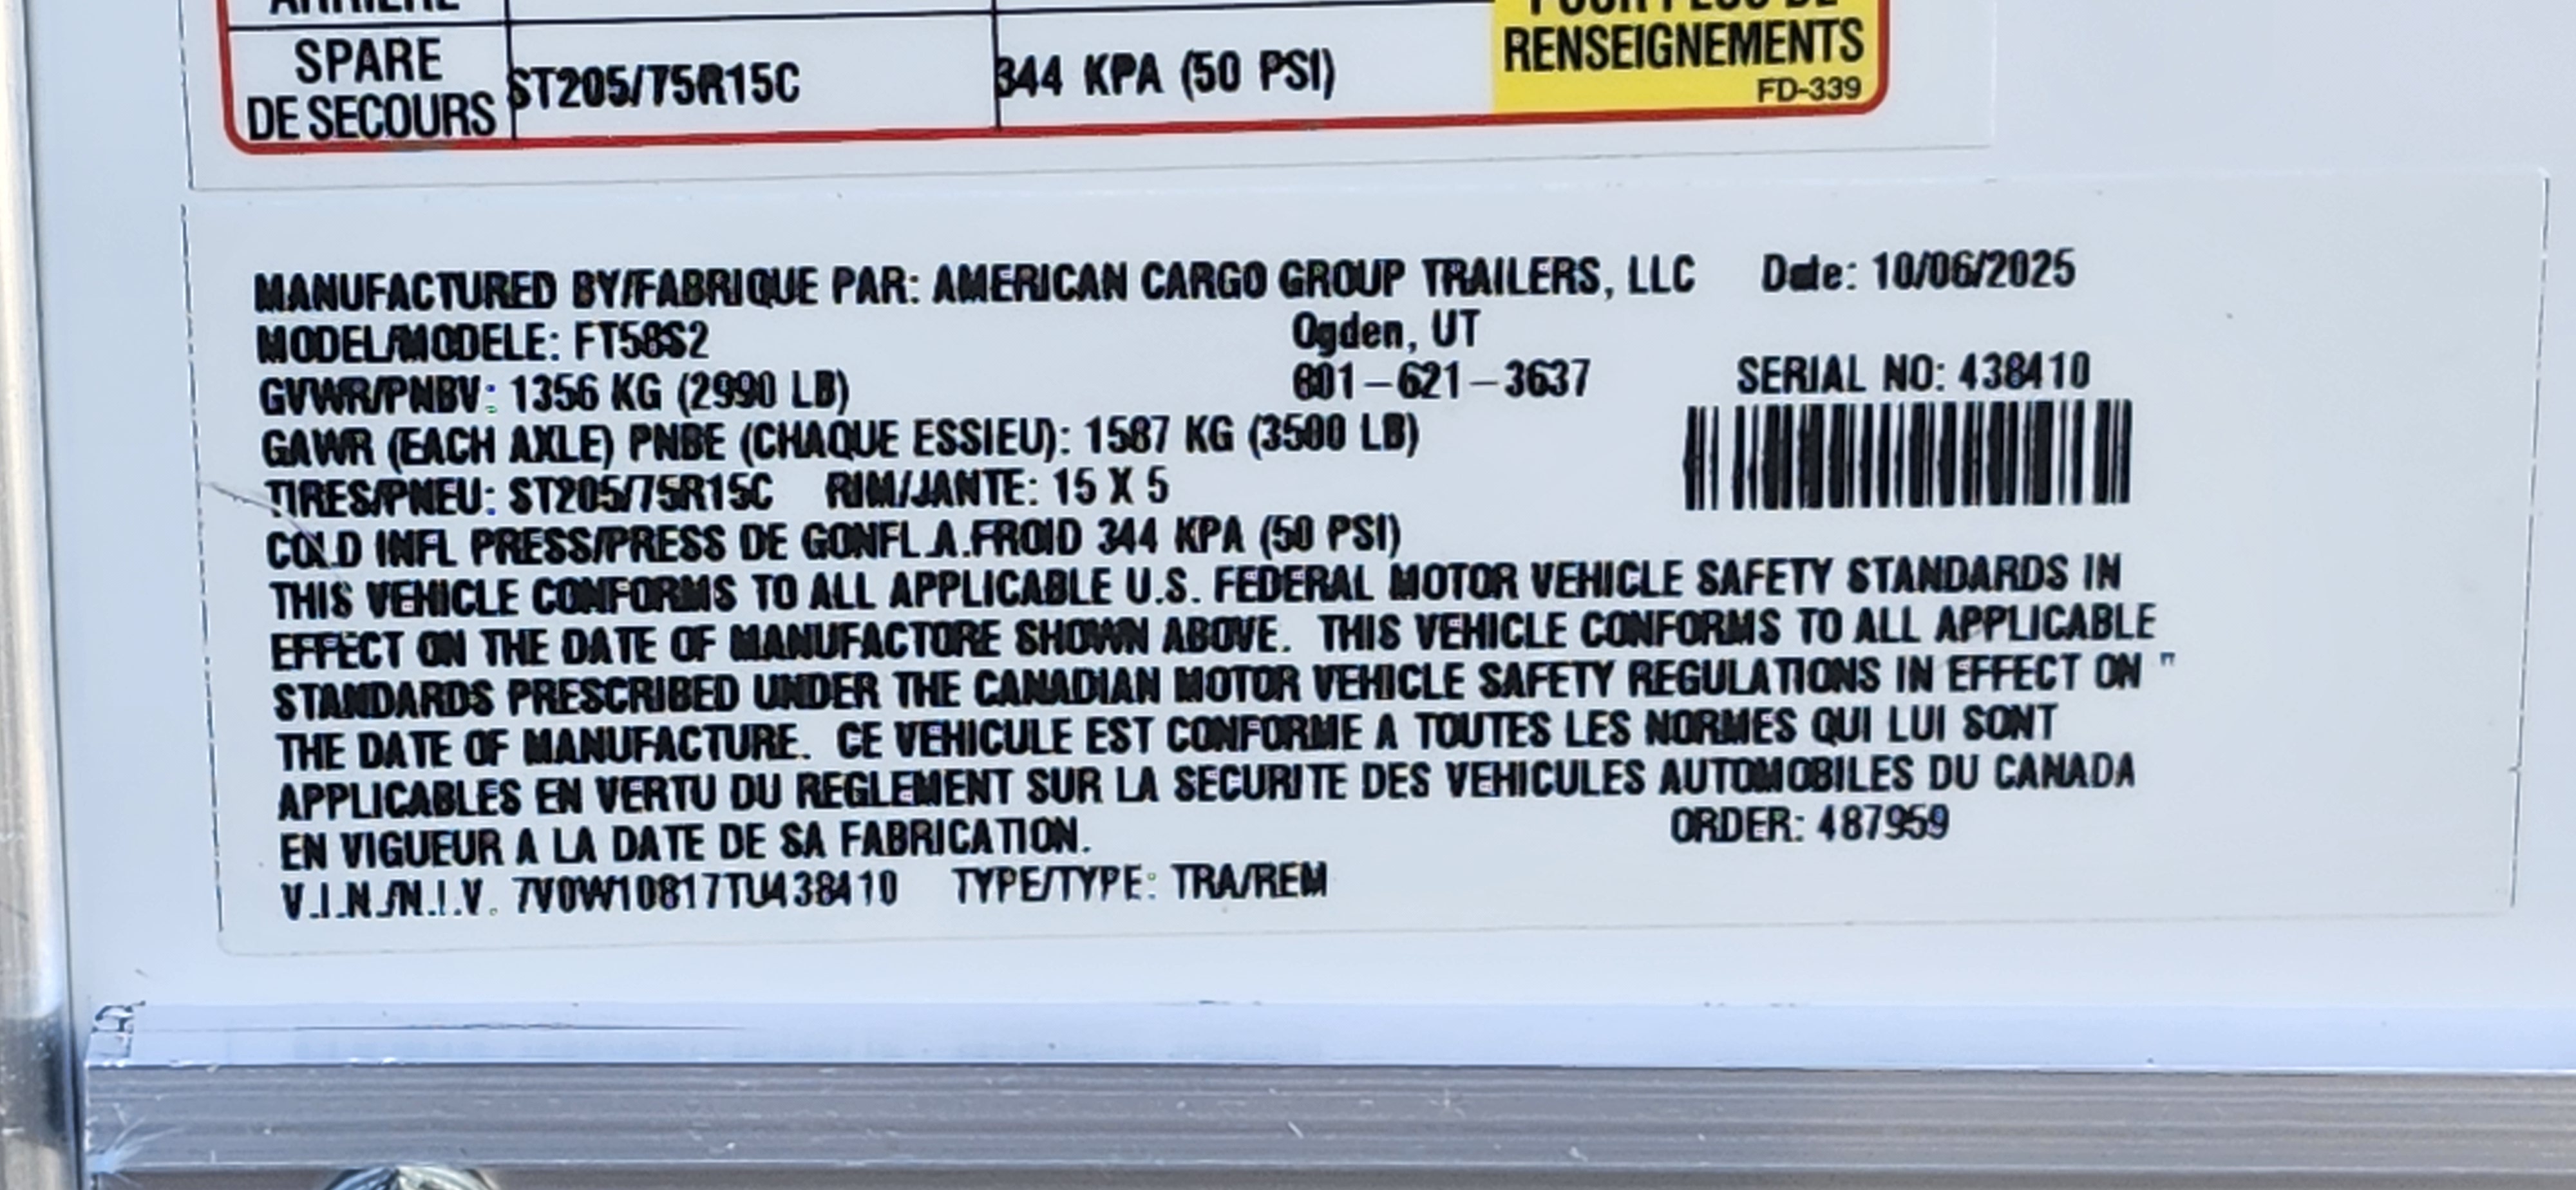 SPARE
DE SECOURS
ST205/75R15C
344 KPA (50 PSI)
RENSEIGNEMENTS
FD-339
MANUFACTURED BY/FABRIQUE PAR: AMERICAN CARGO GROUP TRAILERS, LLC Date: 10/06/2025
MODEL/MODELE: FT58S2 Ogden, UT
GVWR/PNBV: 1356 KG (2990 LB) 801-621-3637 SERIAL NO: 438410
GAWR (EACH AXLE) PNBE (CHAQUE ESSIEU): 1587 KG (3500 LB)
TIRES/PNEU: ST205/75R15C RIM/JANTE: 15 X 5
COLD INFL PRESS/PRESS DE GONFL.A.FROID 344 KPA (50 PSI)
THIS VEHICLE CONFORMS TO ALL APPLICABLE U.S. FEDERAL MOTOR VEHICLE SAFETY STANDARDS IN
EFFECT ON THE DATE OF MANUFACTORE SHOWN ABOVE. THIS VEHICLE CONFORMS TO ALL APPLICABLE
STANDARDS PRESCRIBED UNDER THE CANADIAN MOTOR VEHICLE SAFETY REGULATIONS IN EFFECT ON "
THE DATE OF MANUFACTURE. CE VEHICULE EST CONFORME A TOUTES LES NORMES QUI LUI SONT
APPLICABLES EN VERTU DU REGLEMENT SUR LA SECURITE DES VEHICULES AUTOMOBILES DU CANADA
EN VIGUEUR A LA DATE DE SA FABRICATION. ORDER: 487959
V.I.N./N.I.V. 7V0W10817TU438410 TYPE/TYPE: TRA/REM